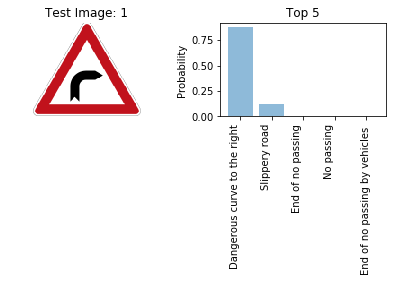 Test Image: 1
Top 5
Probability
0.75
0.50
0.25
0.00
Dangerous curve to the right
Slippery road
End of no passing
No passing
End of no passing by vehicles